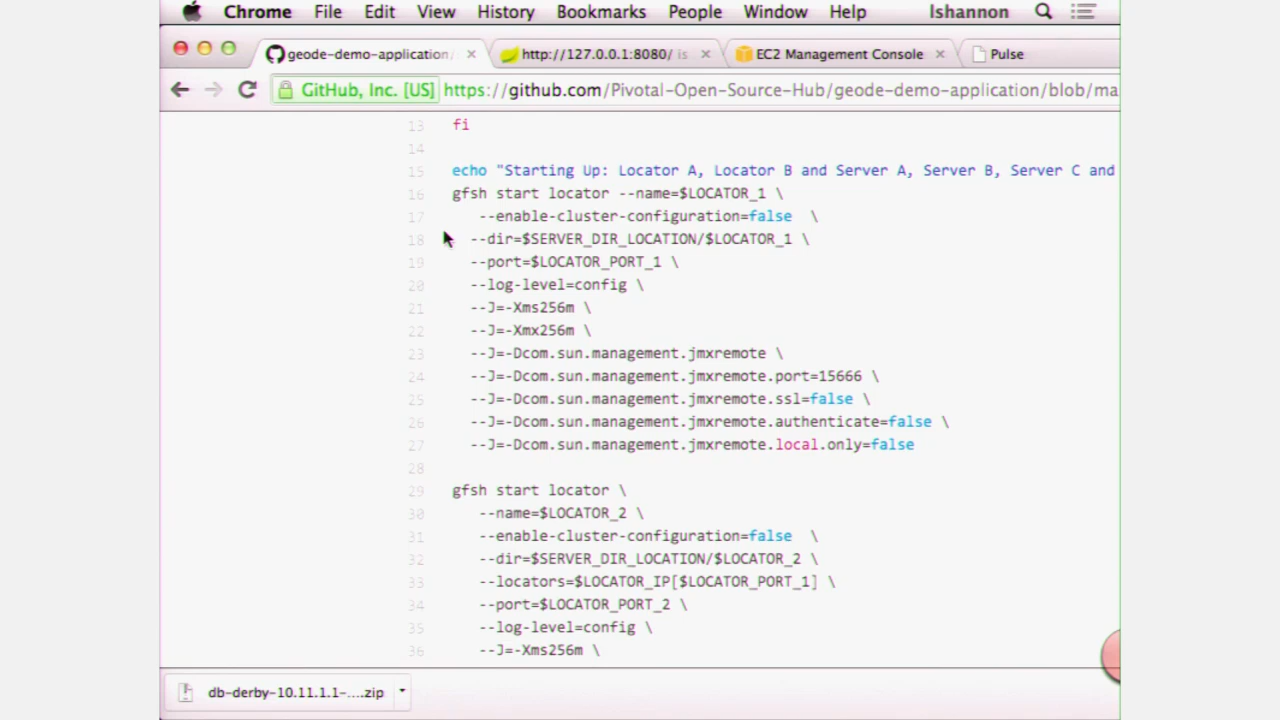 Chrome File Edit View History Bookmarks People Window Help lshannon
geode-demo-application/ http://127.0.0.1:8080/ is EC2 Management Console Pulse
GitHub, Inc. [US] https://github.com/Pivotal-Open-Source-Hub/geode-demo-application/blob/ma
13 fi
14
15 echo "Starting Up: Locator A, Locator B and Server A, Server B, Server C and
16 gfsh start locator --name=$LOCATOR_1 \
17 --enable-cluster-configuration=false \
18 --dir=$SERVER_DIR_LOCATION/$LOCATOR_1 \
19 --port=$LOCATOR_PORT_1 \
20 --log-level=config \
21 --J=-Xms256m \
22 --J=-Xmx256m \
23 --J=-Dcom.sun.management.jmxremote \
24 --J=-Dcom.sun.management.jmxremote.port=15666 \
25 --J=-Dcom.sun.management.jmxremote.ssl=false \
26 --J=-Dcom.sun.management.jmxremote.authenticate=false \
27 --J=-Dcom.sun.management.jmxremote.local.only=false
28
29 gfsh start locator \
30 --name=$LOCATOR_2 \
31 --enable-cluster-configuration=false \
32 --dir=$SERVER_DIR_LOCATION/$LOCATOR_2 \
33 --locators=$LOCATOR_IP[$LOCATOR_PORT_1] \
34 --port=$LOCATOR_PORT_2 \
35 --log-level=config \
36 --J=-Xms256m \
db-derby-10.11.1.1-....zip